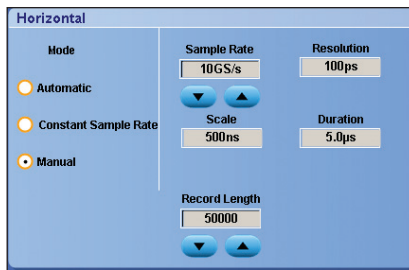 Horizontal
Mode
Automatic
Constant Sample Rate
Manual
Sample Rate
10GS/s
Resolution
100ps
Scale
500ns
Duration
5.0µs
Record Length
50000